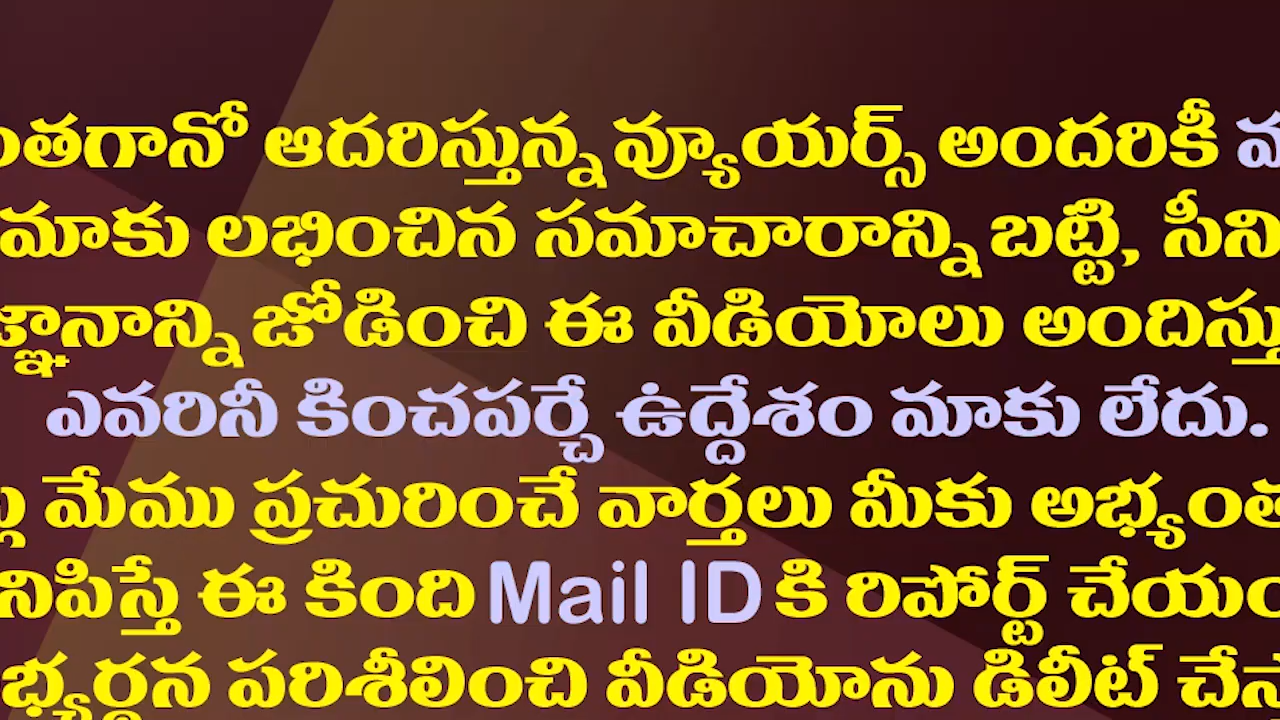 ంతగానో ఆదరిస్తున్న వ్యూయర్స్ అందరికీ
మాకు లభించిన సమాచారాన్ని బట్టి, సీని
జ్ఞానాన్ని జోడించి ఈ వీడియోలు అందిస్తు
ఎవరినీ కించపర్చే ఉద్దేశం మాకు లేదు.
మేము ప్రచురించే వార్తలు మీకు అభ్యంత
నిపిస్తే ఈ కింది Mail ID కి రిపోర్ట్ చేయం
భ్యర్థన పరిశీలించి వీడియోను డిలీట్ చేస